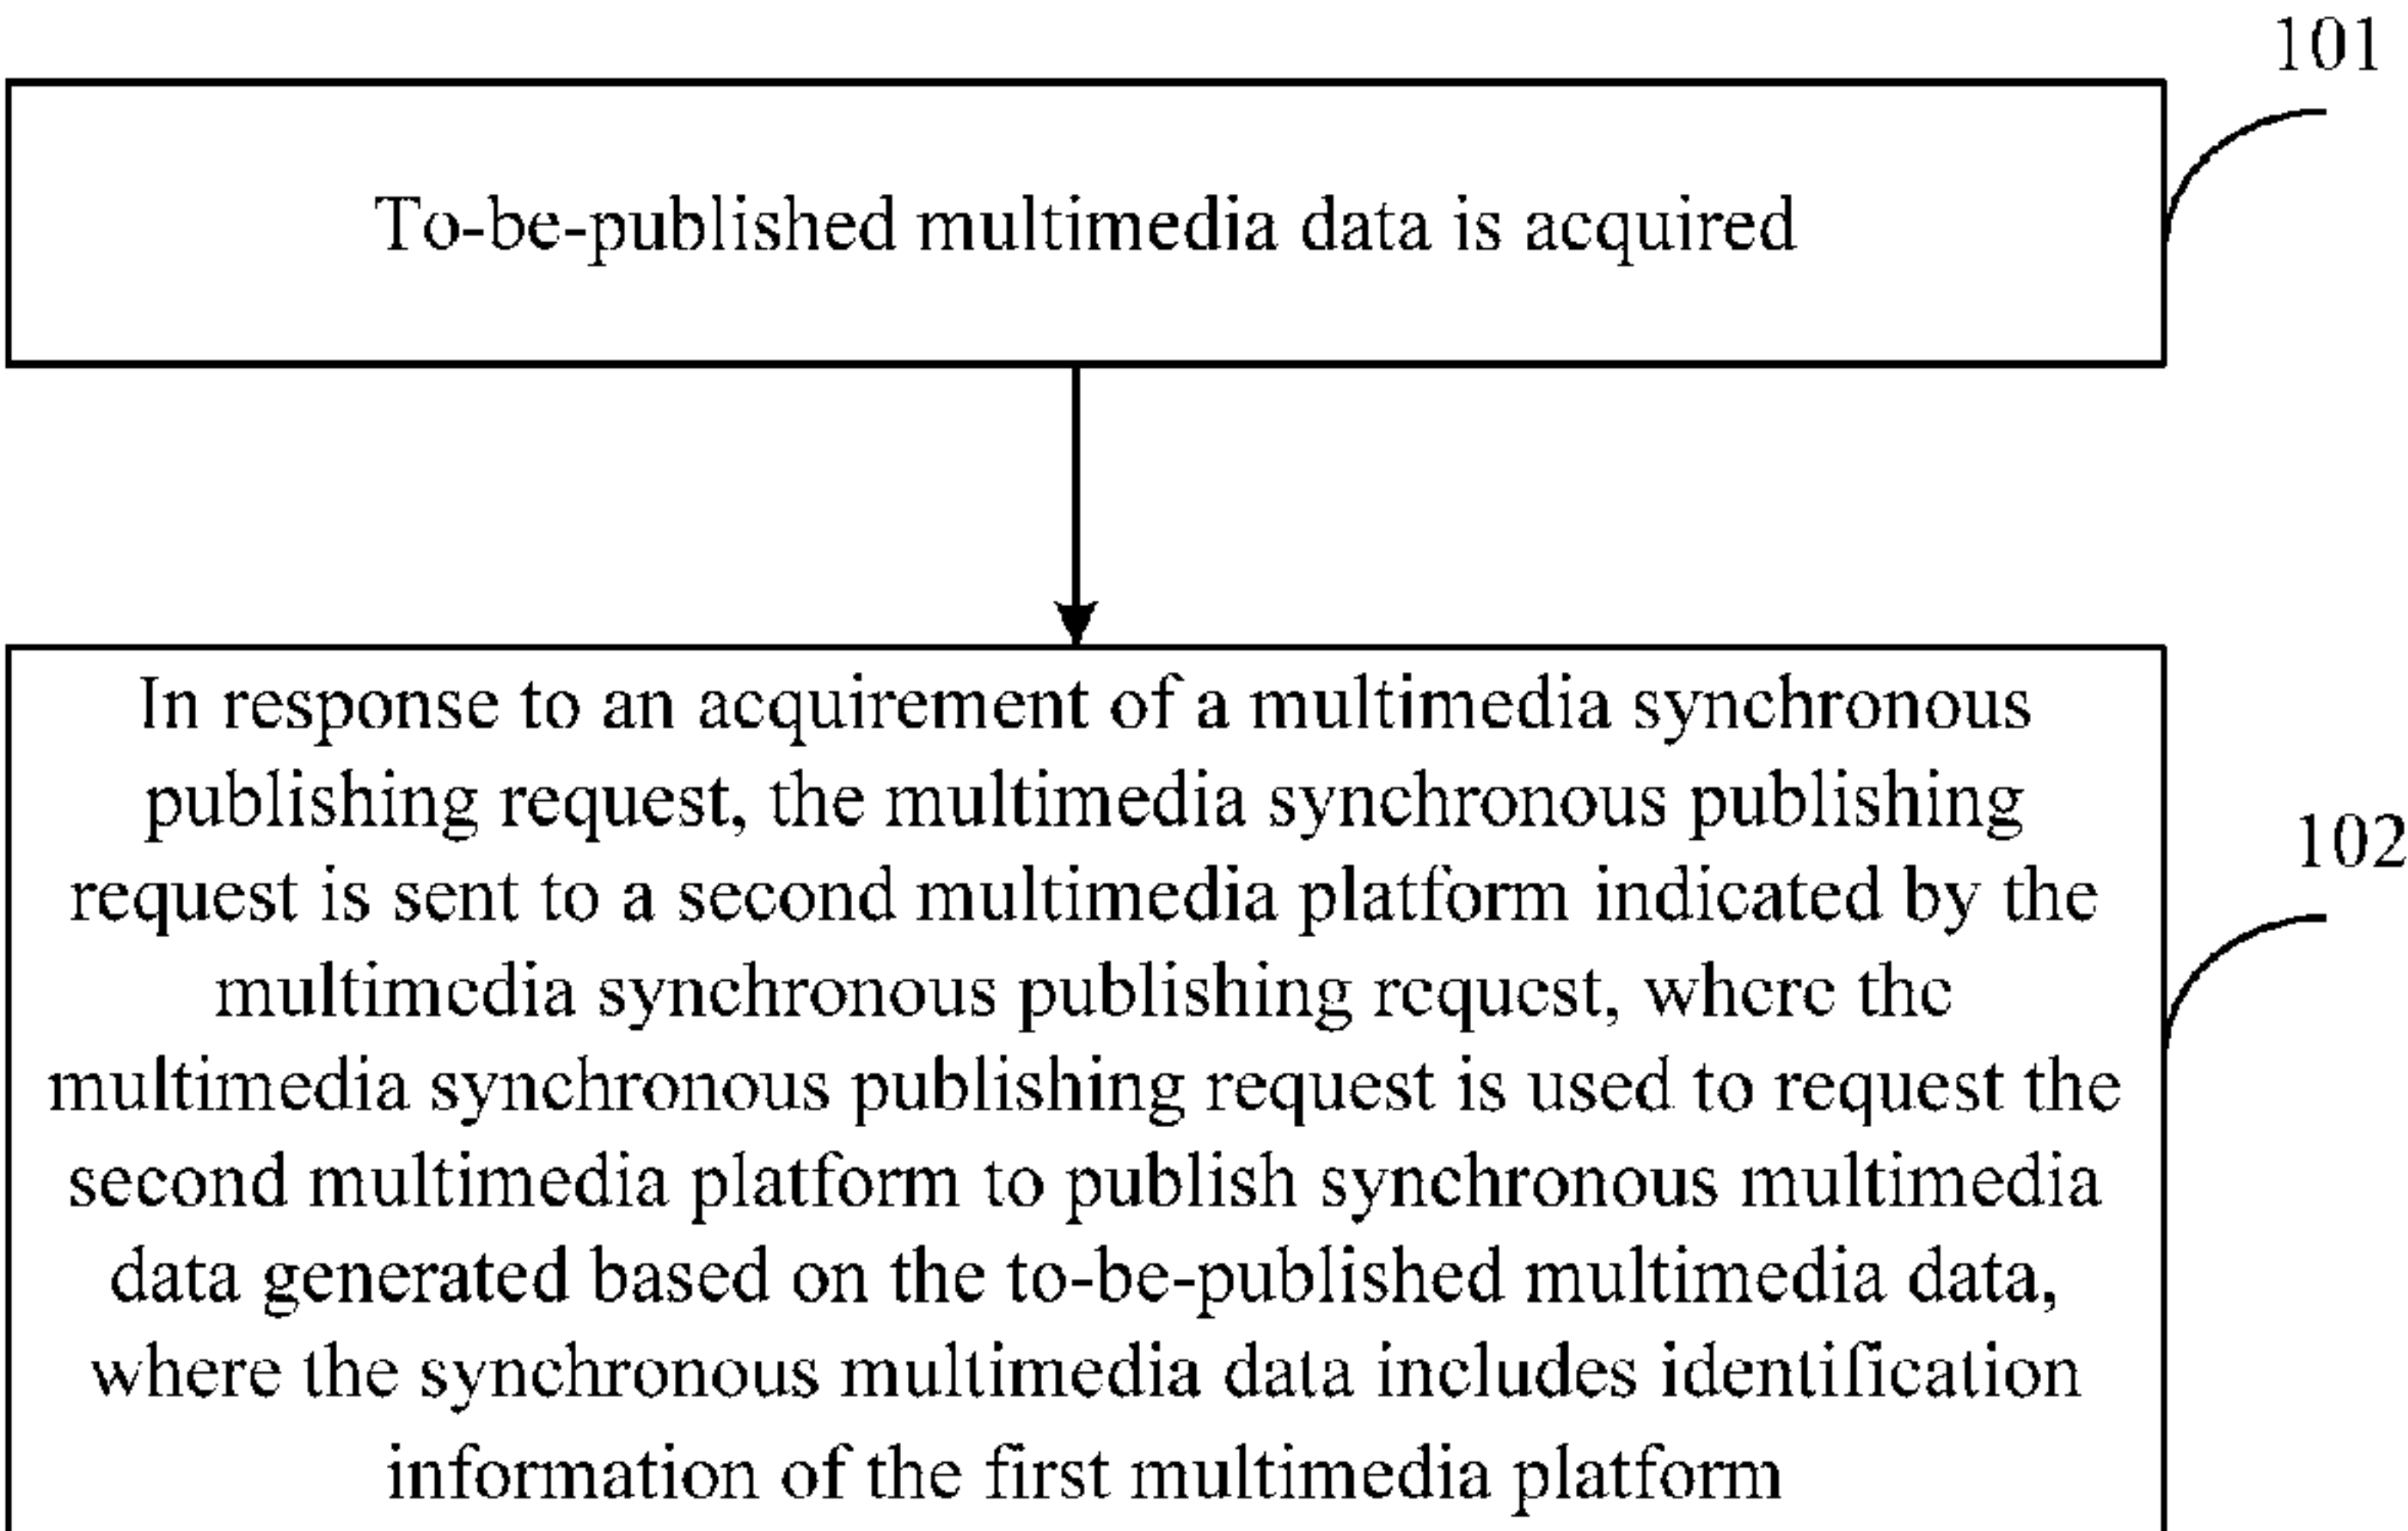 101
To-be-published multimedia data is acquired
In response to an acquirement of a multimedia synchronous
publishing request, the multimedia synchronous publishing
request is sent to a second multimedia platform indicated by the
multimedia synchronous publishing request, where the
multimedia synchronous publishing request is used to request the
second multimedia platform to publish synchronous multimedia
data generated based on the to-be-published multimedia data,
where the synchronous multimedia data includes identification
information of the first multimedia platform
102